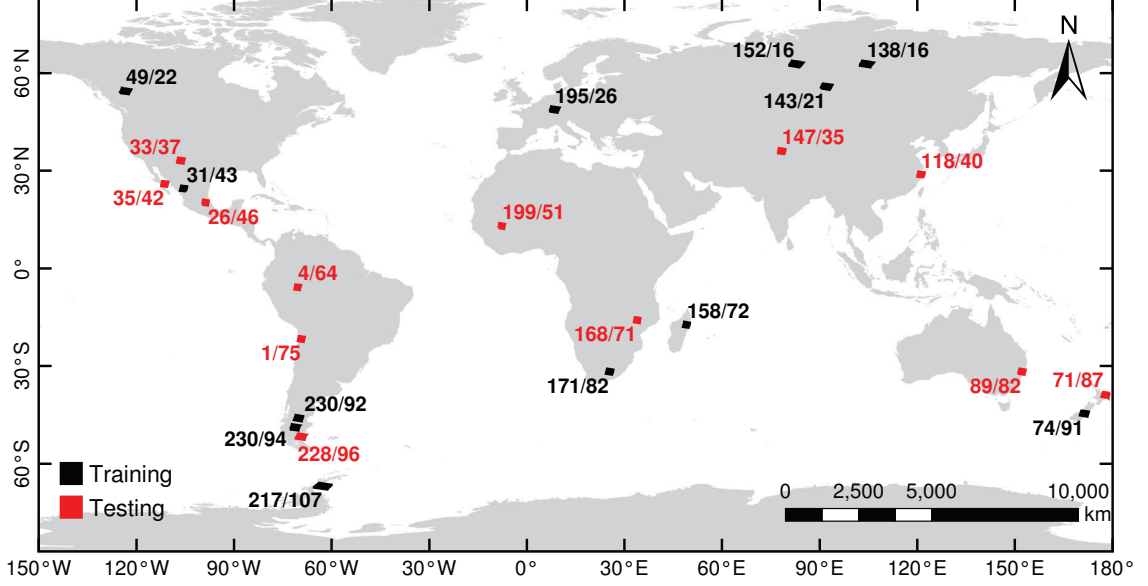 N
152/16
138/16
49/22
60°N
195/26
143/21
33/37
147/35
31/43
118/40
30°N
35/42
26/46
199/51
4/64
0°
158/72
168/71
1/75
30°S
171/82
89/82
71/87
230/92
74/91
230/94
228/96
60°S
Training
217/107
Testing
0
2,500
5,000
10,000
km
150°W
120°W
90°W
60°W
30°W
0°
30°E
60°E
90°E
120°E
150°E
180°